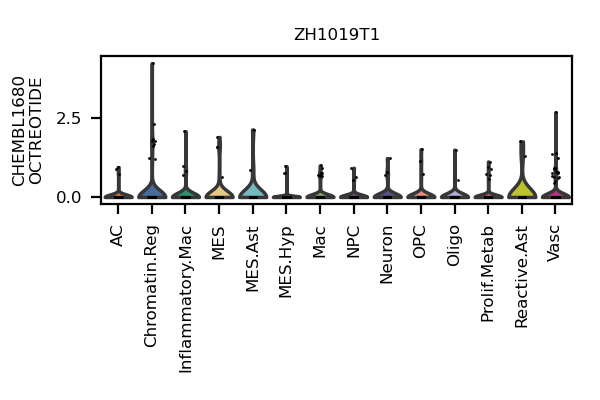 ZH1019T1
CHEMBL1680
OCTREOTIDE
2.5
0.0
AC
Chromatin.Reg
Inflammatory.Mac
MES
MES.Ast
MES.Hyp
Mac
NPC
Neuron
OPC
Oligo
Prolif.Metab
Reactive.Ast
Vasc